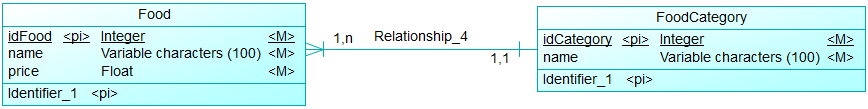 Food
idFood <pi> Integer <M>
name Variable characters (100) <M>
price Float <M>
Identifier_1 <pi>
1,n
Relationship_4
1,1
FoodCategory
idCategory <pi> Integer <M>
name Variable characters (100) <M>
Identifier_1 <pi>